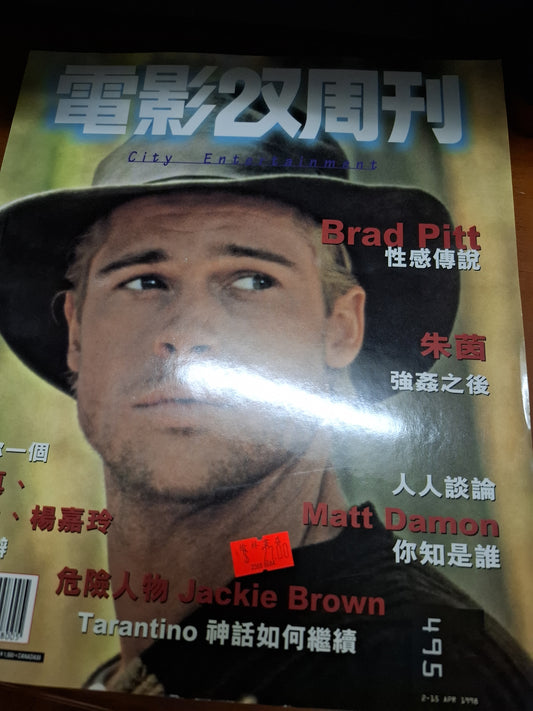 電影双周刊
City Entertainment
Brad Pitt
性感傳說
朱茵
強姦之後
一個
、
、楊嘉玲
人人談論
Matt Damon
你知是誰
危險人物 Jackie Brown
Tarantino 神話如何繼續
495
2-15 APR 1998